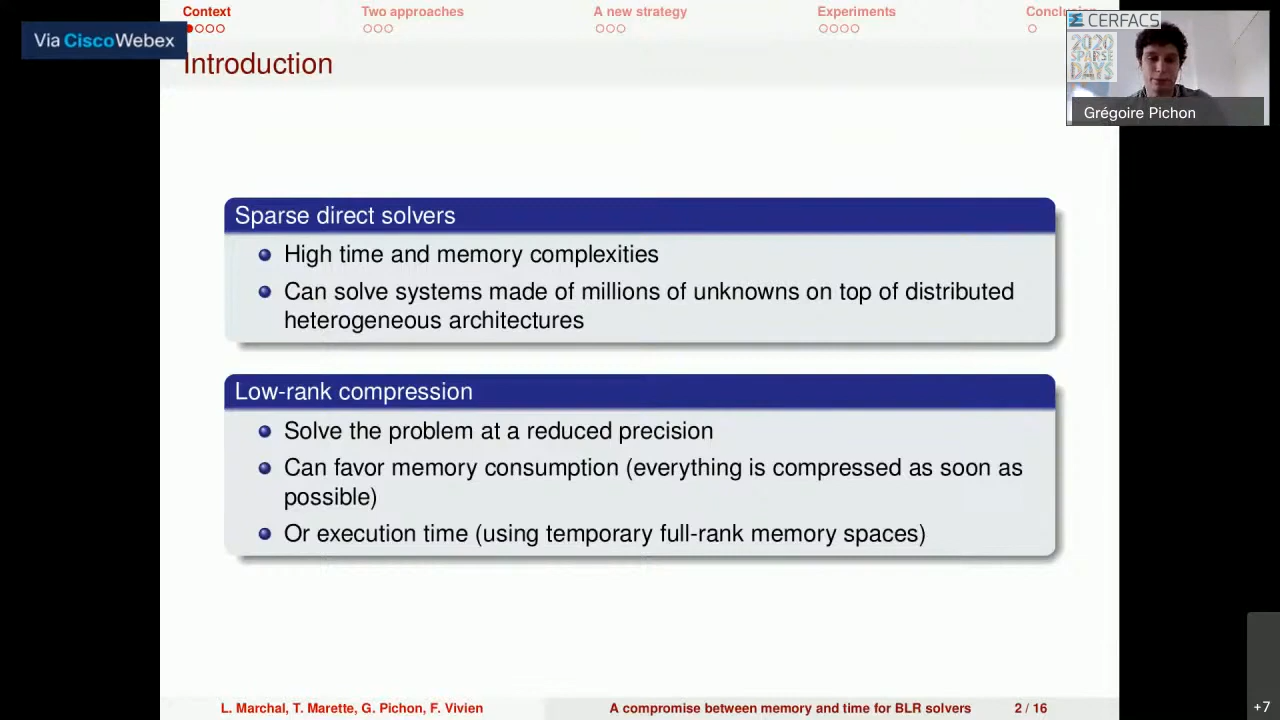 Context
Two approaches
A new strategy
Experiments
Via CiscoWebex
CERFACS
2020
SPARSE
DAYS
Introduction
Grégoire Pichon
Sparse direct solvers
High time and memory complexities
Can solve systems made of millions of unknowns on top of distributed
heterogeneous architectures
Low-rank compression
Solve the problem at a reduced precision
Can favor memory consumption (everything is compressed as soon as
possible)
Or execution time (using temporary full-rank memory spaces)
L. Marchal, T. Marette, G. Pichon, F. Vivien
A compromise between memory and time for BLR solvers
2 / 16
+7